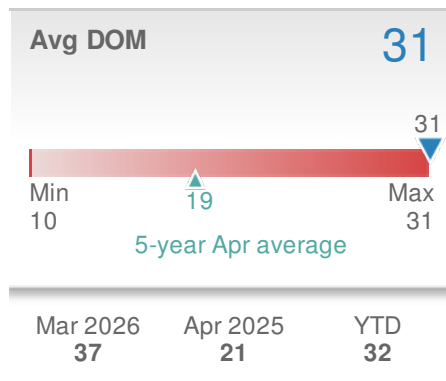 Avg DOM 31
31
Min Max
10 19 31
5-year Apr average
Mar 2026 Apr 2025 YTD
37 21 32